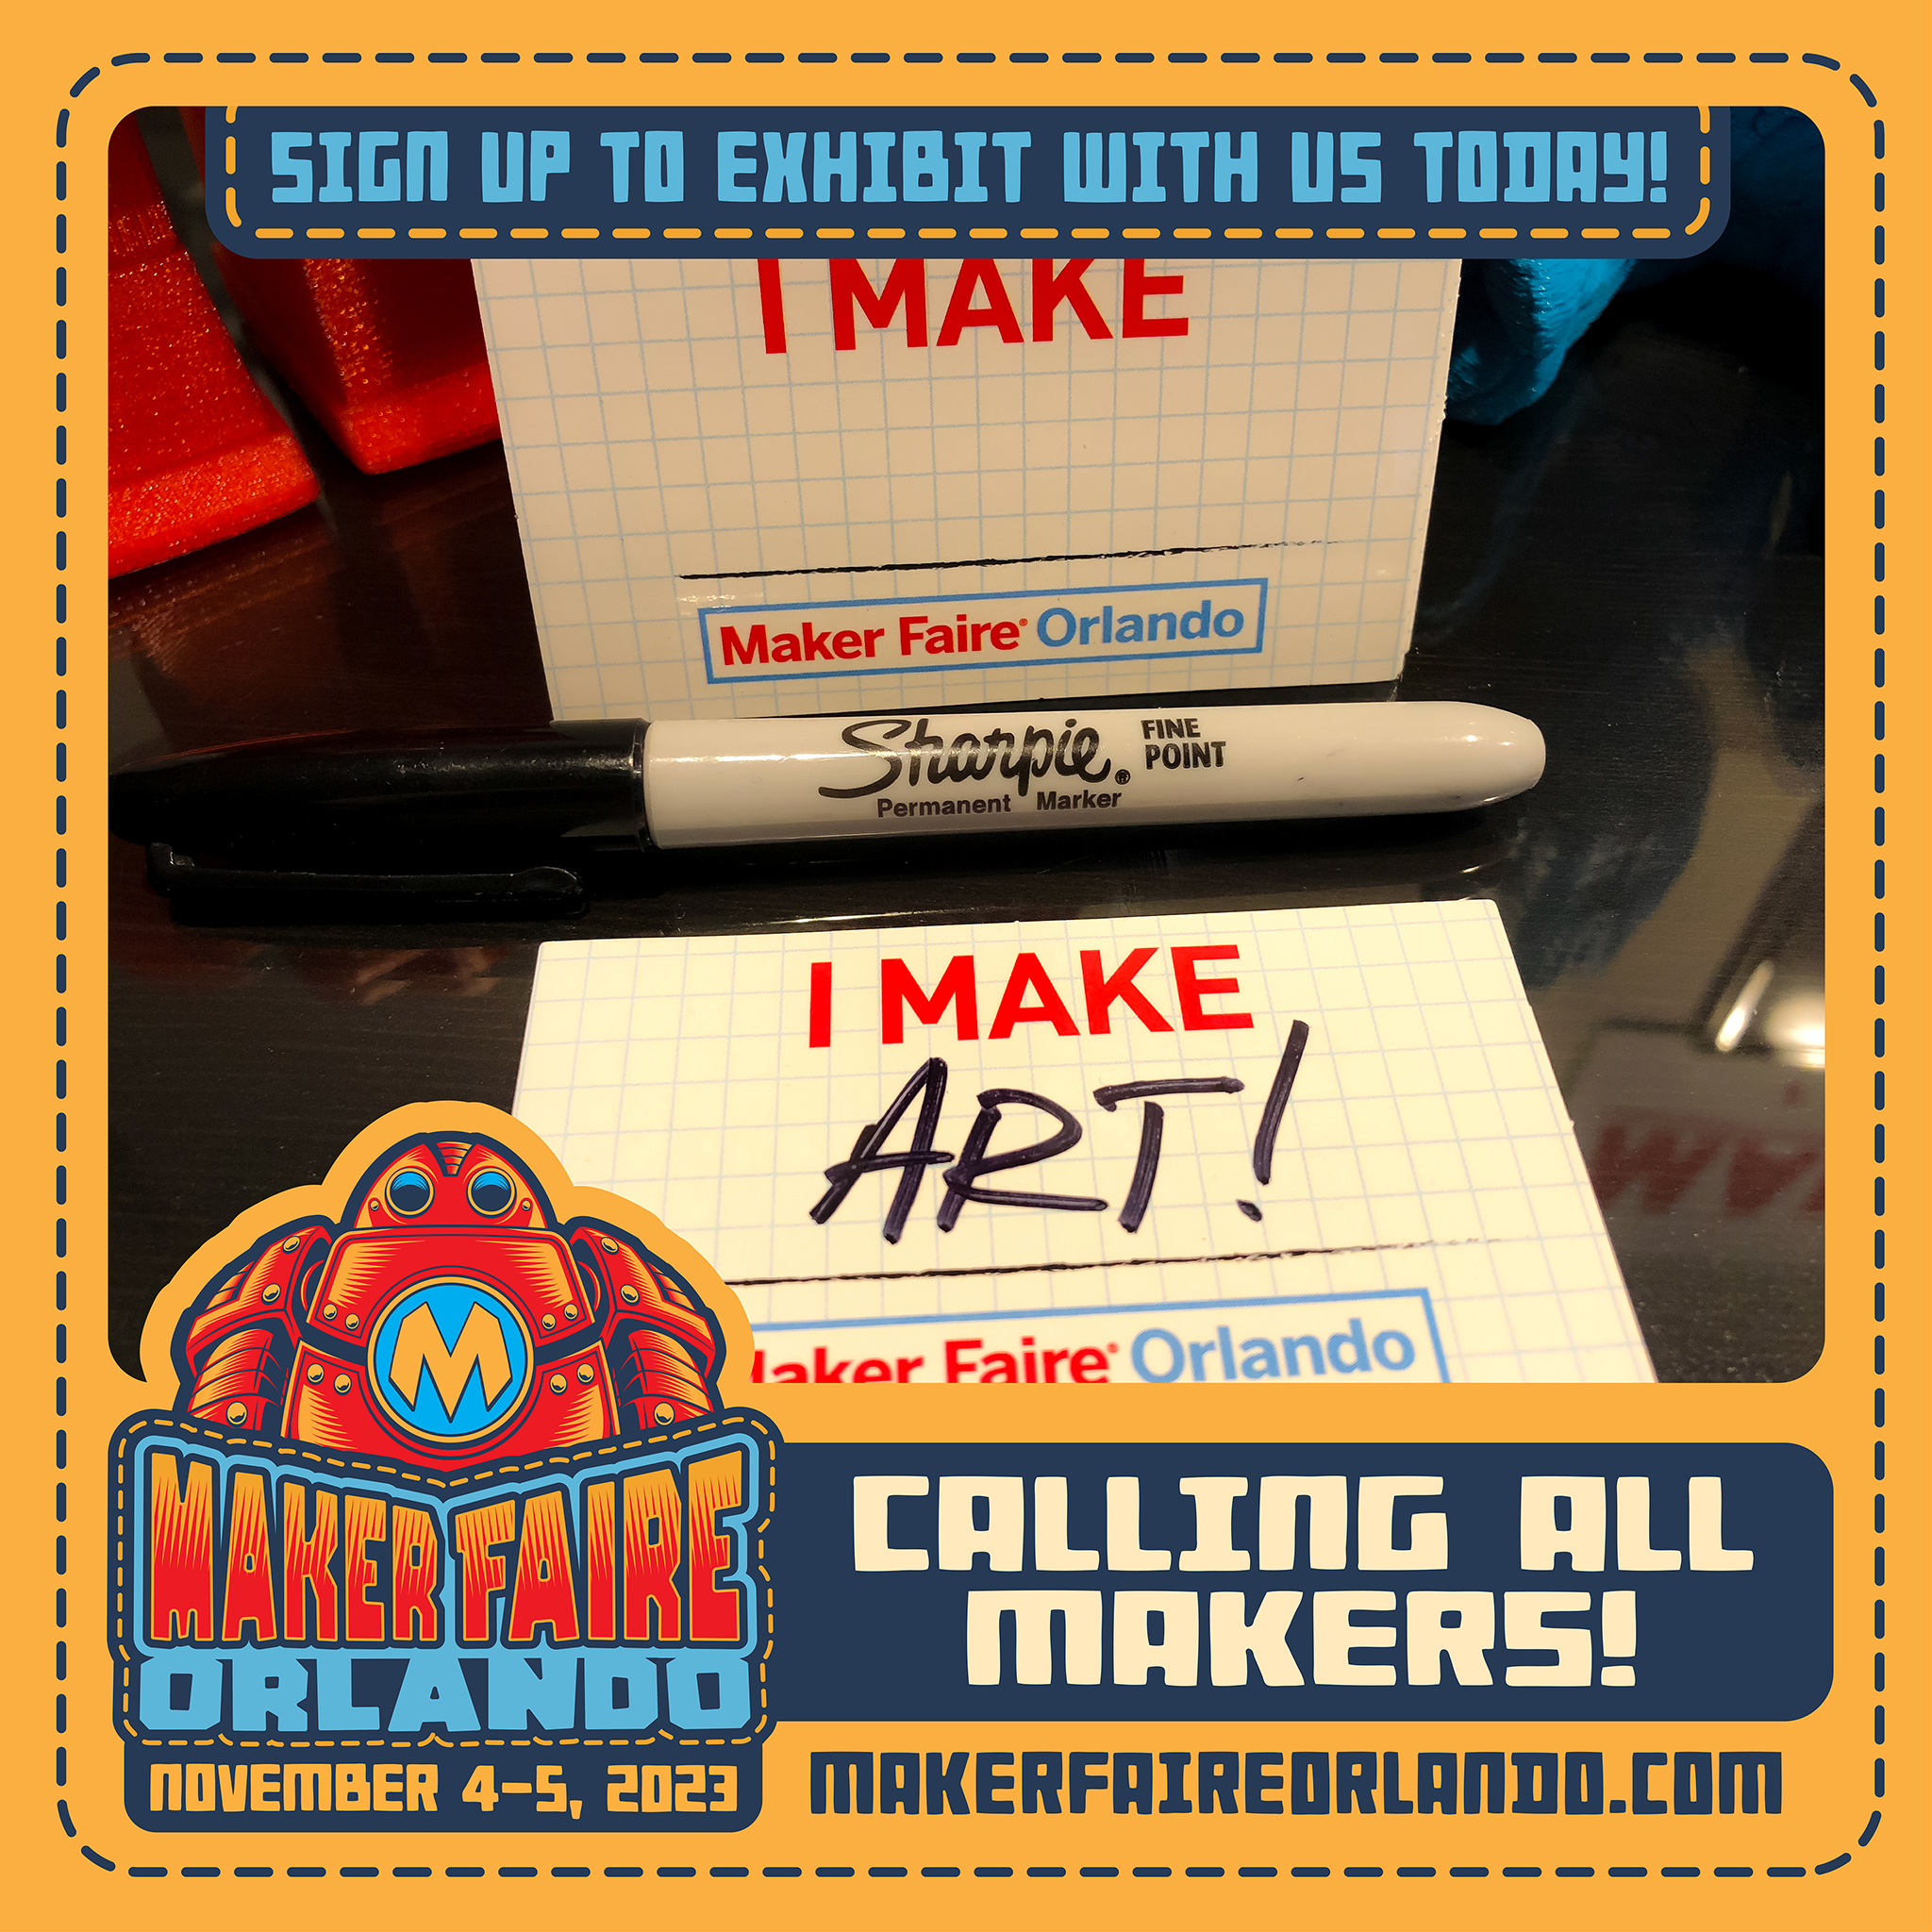 SIGN UP TO EXHIBIT WITH US TODAY!
I MAKE
Maker Faire® Orlando
Sharpie® FINE
POINT
Permanent Marker
I MAKE
ART!
Faire® Orlando
M
MAKER FAIRE
ORLANDO
NOVEMBER 4-5, 2023
CALLING ALL
MAKERS!
MAKERFAIREORLANDO.COM